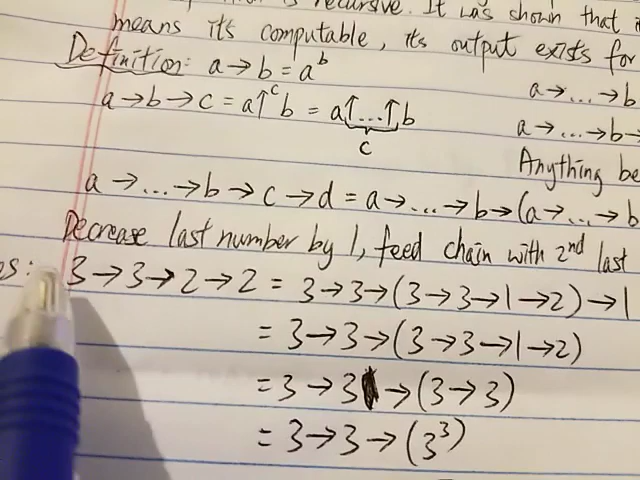 is recursive. It was shown that
means its computable, its output exists for
Definition: a→b = a^b
a→...→b
a→b→c = a↑^c b = a↑...↑b
c
a→...→b→
Anything be
a→...→b→c→d = a→...→b→(a→...→b
Decrease last number by 1, feed chain with 2nd last
3→3→2→2 = 3→3→(3→3→1→2)→1
= 3→3→(3→3→1→2)
= 3→3→(3→3)
= 3→3→(3^3)